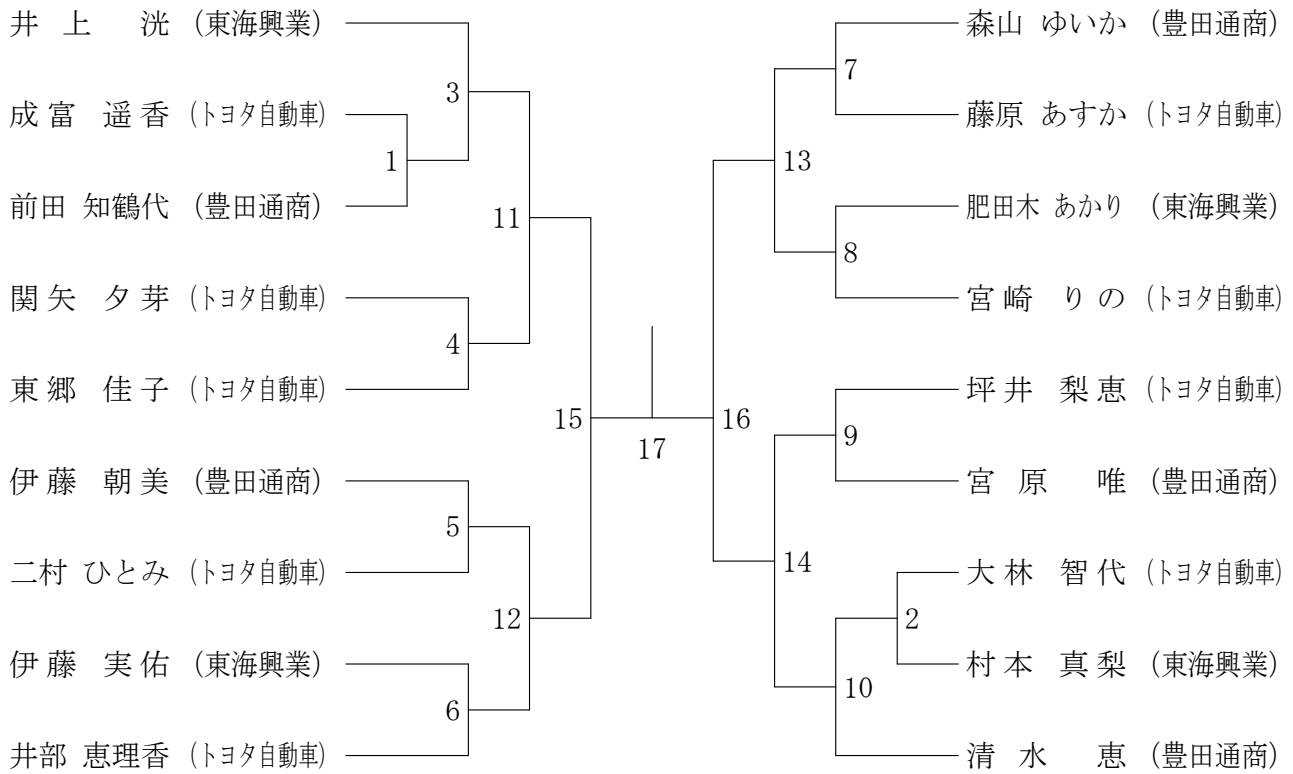 井上 洸 (東海興業)
成富 遥香 (トヨタ自動車)
前田 知鶴代 (豊田通商)
関矢 夕芽 (トヨタ自動車)
東郷 佳子 (トヨタ自動車)
伊藤 朝美 (豊田通商)
二村 ひとみ (トヨタ自動車)
伊藤 実佑 (東海興業)
井部 恵理香 (トヨタ自動車)
3
1
11
4
15
5
12
6
17
16
7
13
8
9
14
2
10
森山 ゆいか (豊田通商)
藤原 あすか (トヨタ自動車)
肥田木 あかり (東海興業)
宮崎 りの (トヨタ自動車)
坪井 梨恵 (トヨタ自動車)
宮原 唯 (豊田通商)
大林 智代 (トヨタ自動車)
村本 真梨 (東海興業)
清水 恵 (豊田通商)